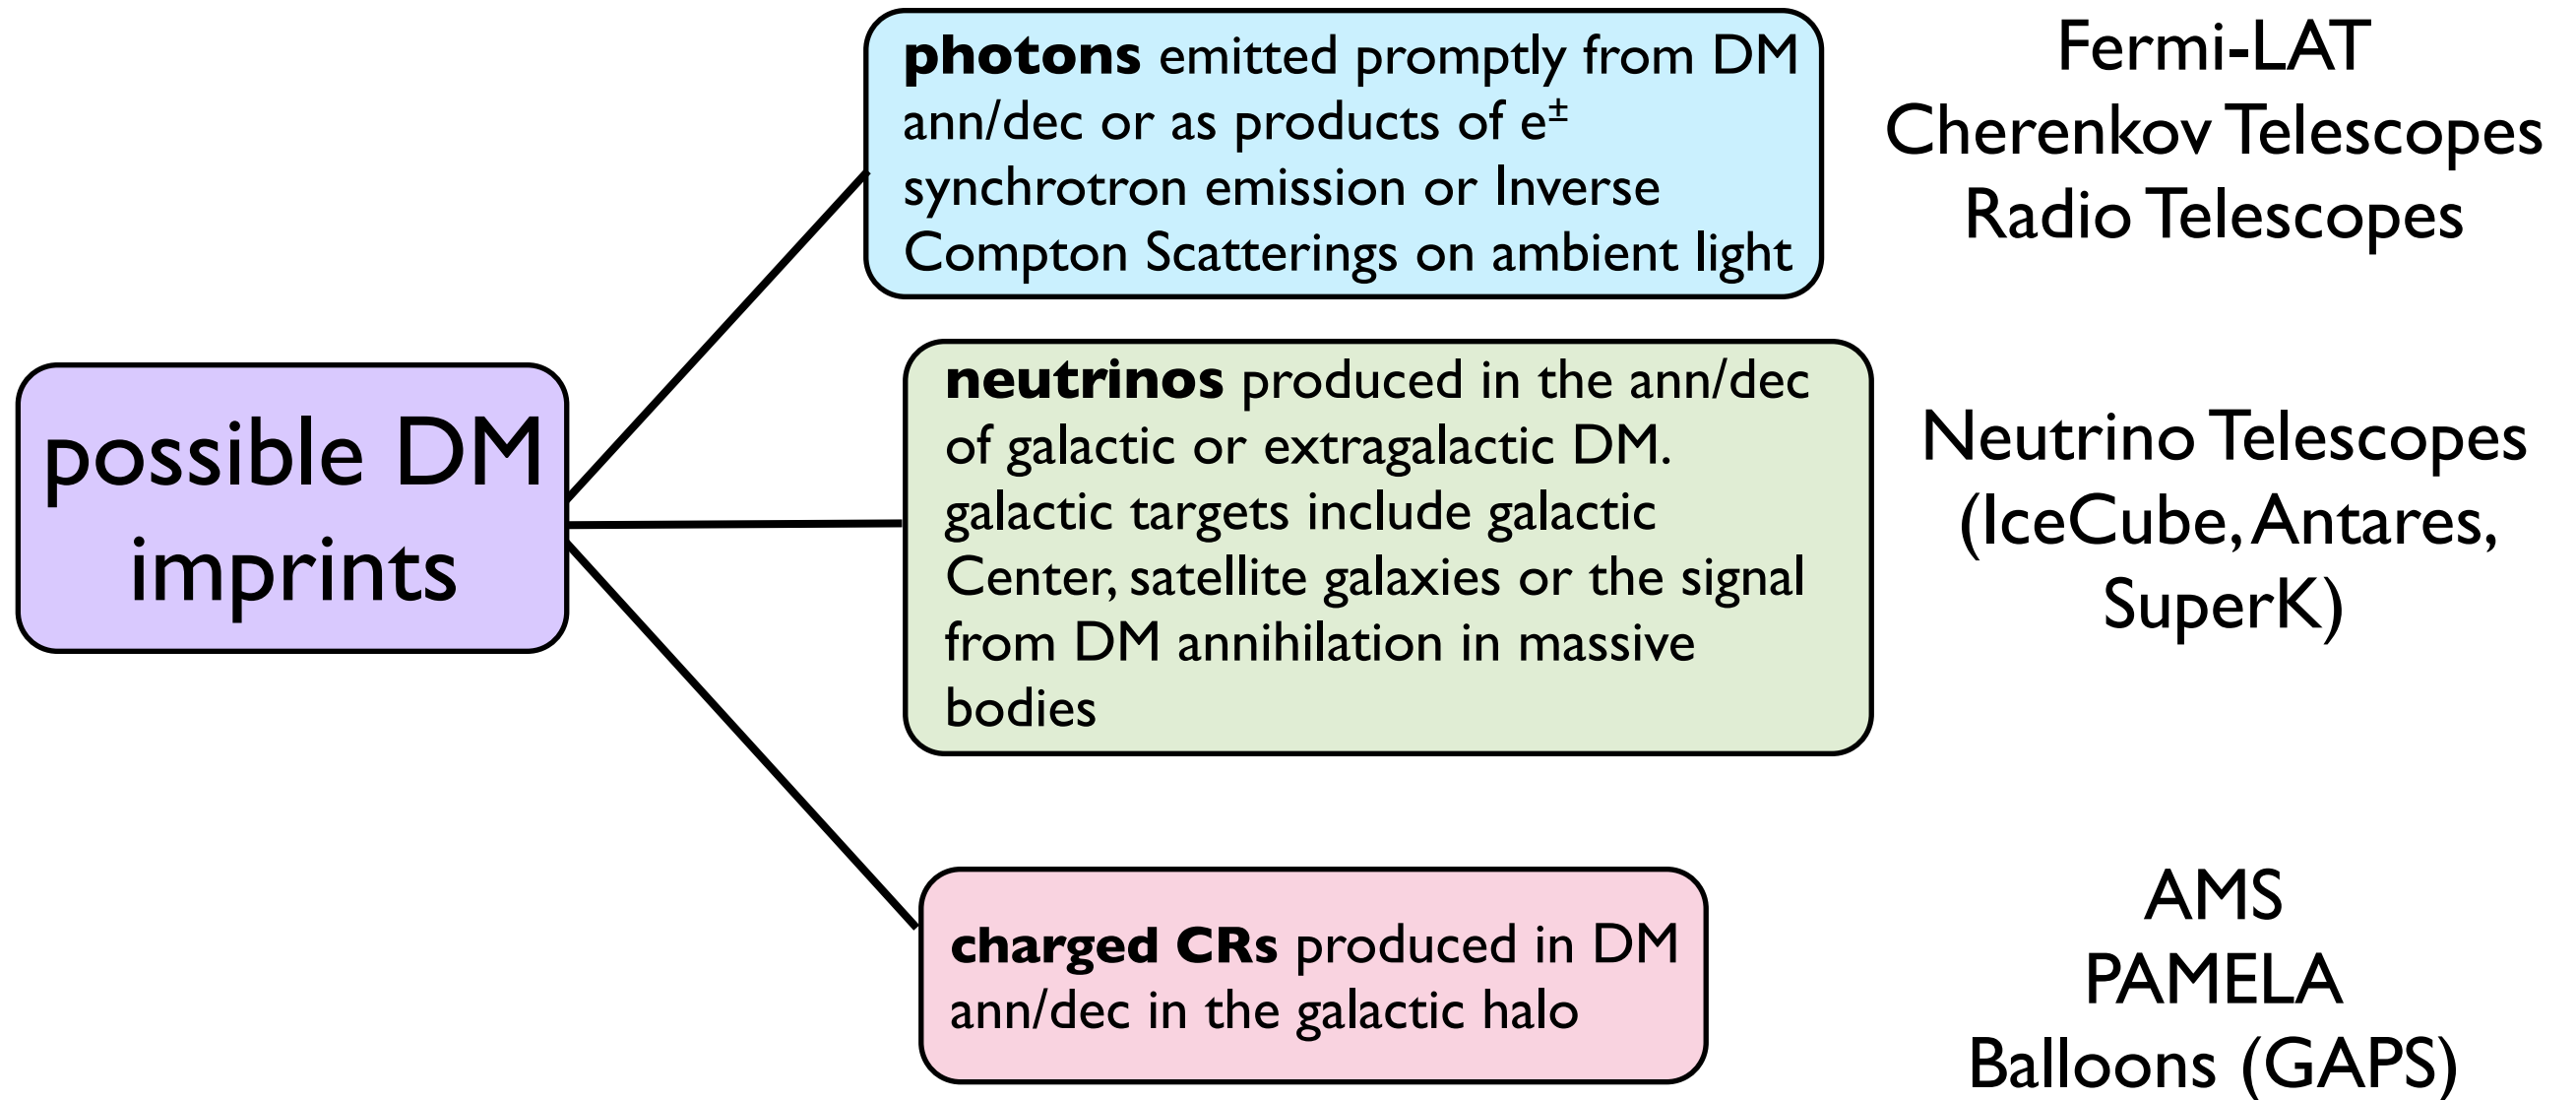 possible DM
imprints
photons emitted promptly from DM
ann/dec or as products of e±
synchrotron emission or Inverse
Compton Scatterings on ambient light
Fermi-LAT
Cherenkov Telescopes
Radio Telescopes
neutrinos produced in the ann/dec
of galactic or extragalactic DM.
galactic targets include galactic
Center, satellite galaxies or the signal
from DM annihilation in massive
bodies
Neutrino Telescopes
(IceCube, Antares,
SuperK)
charged CRs produced in DM
ann/dec in the galactic halo
AMS
PAMELA
Balloons (GAPS)